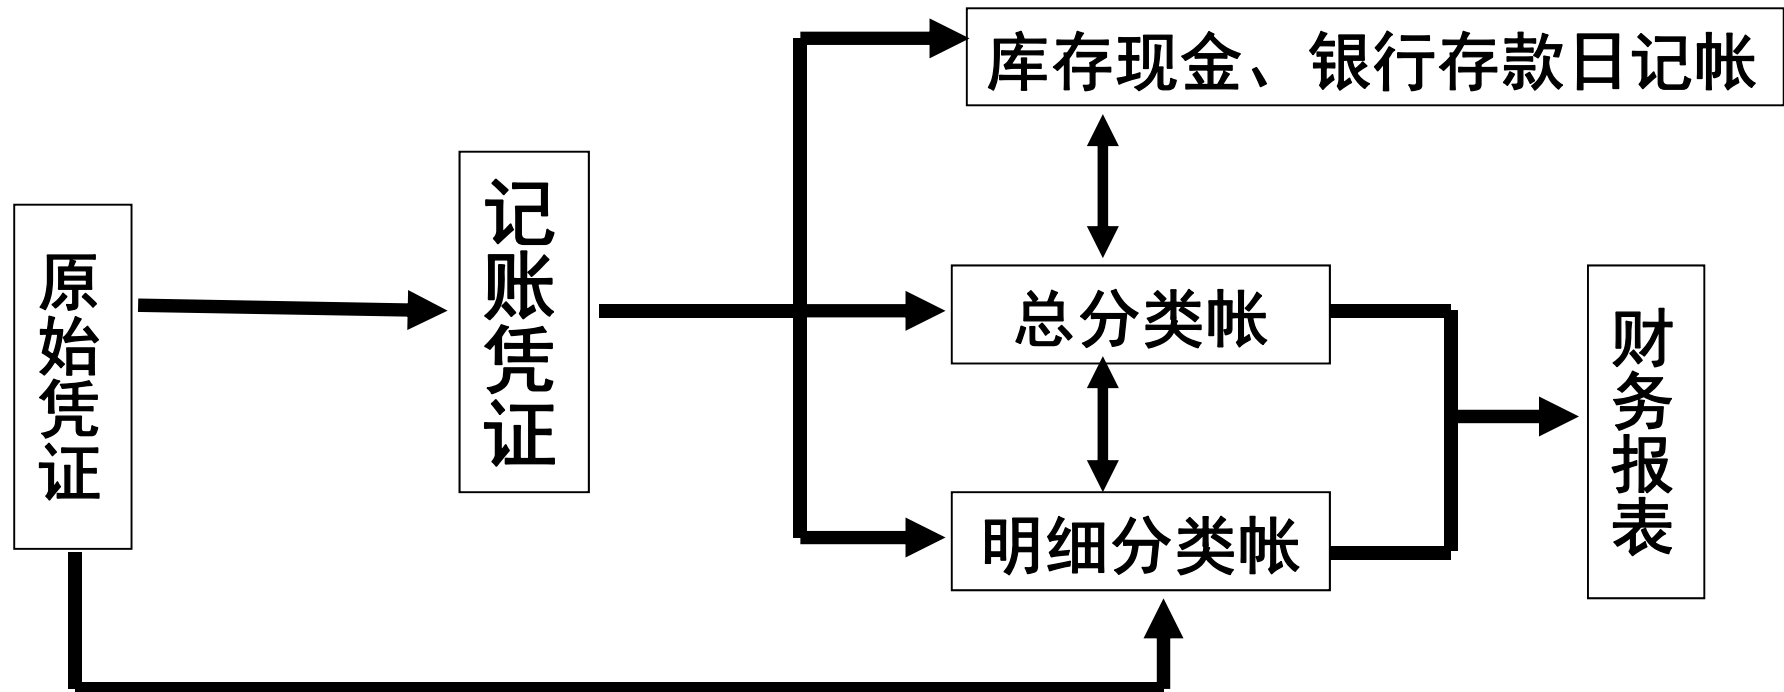 原始凭证
记账凭证
库存现金、银行存款日记帐
总分类帐
明细分类帐
财务报表